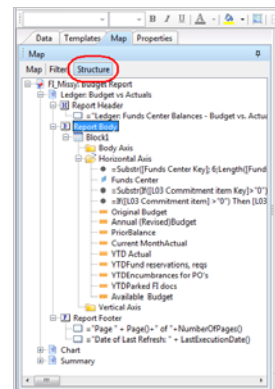 B I U A
Data Templates Map Properties
Map
Map Filter Structure
FI_Missy: Budget Report
Ledger: Budget vs Actuals
Report Header
="Ledger: Funds Center Balances - Budget vs. Actua
Report Body
Block1
Body Axis
Horizontal Axis
=Substr([Funds Center Key]; 6;Length([Fund
Funds Center
=Substr(If([L03 Commitment item Key]>"0")
=If([L03 Commitment item] >"0") Then [L03
Original Budget
Annual (Revised)Budget
PriorBalance
Current MonthActual
YTD Actual
YTDFund reservations, reqs
YTDEncumbrances for PO's
YTDParked FI docs
Available Budget
Vertical Axis
Report Footer
="Page " + Page()+" of "+NumberOfPages()
="Date of Last Refresh: " + LastExecutionDate()
Chart
Summary